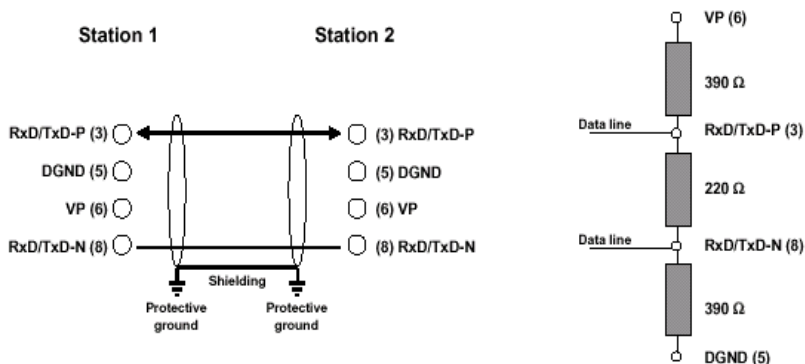 Station 1
Station 2
RxD/TxD-P (3)
(3) RxD/TxD-P
DGND (5)
(5) DGND
VP (6)
(6) VP
RxD/TxD-N (8)
(8) RxD/TxD-N
Shielding
Protective
ground
Protective
ground
VP (6)
390 Ω
Data line
RxD/TxD-P (3)
220 Ω
Data line
RxD/TxD-N (8)
390 Ω
DGND (5)